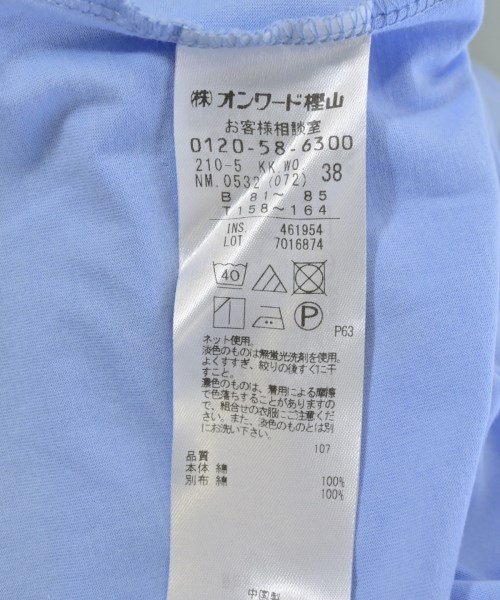 (株)オンワード樫山
お客様相談室
0120-58-6300
210-5 KK.WO.
NM.0532 (072) 38
B 81~ 85
T158~164
INS. 461954
LOT 7016874
40
P
P63
ネット使用。
淡色のものは無蛍光洗剤を使用。
よくすすぎ、絞りの後すぐに干
すこと。
濃色のものは、着用による摩擦
で色落ちすることがありますの
で、組合せの衣服にご注意くださ
い。また、淡色のものとは別
にお洗い下さい。
107
品質
本体 綿 100%
別布 綿 100%
中国製